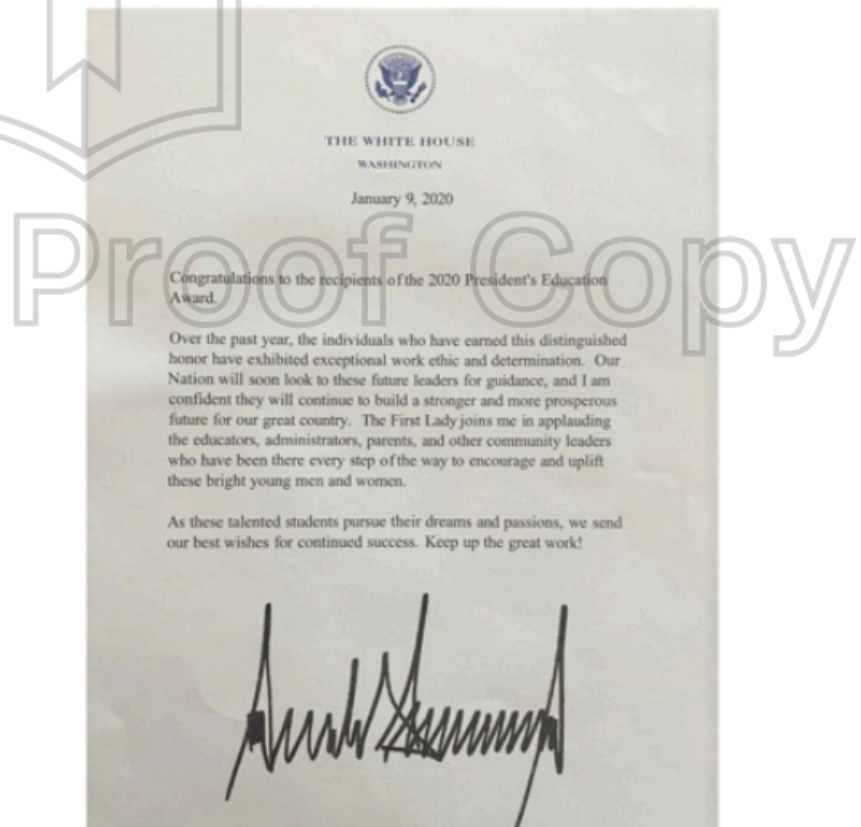 THE WHITE HOUSE
WASHINGTON
January 9, 2020
Proof Copy
Congratulations to the recipients of the 2020 President's Education
Award.
Over the past year, the individuals who have earned this distinguished
honor have exhibited exceptional work ethic and determination. Our
Nation will soon look to these future leaders for guidance, and I am
confident they will continue to build a stronger and more prosperous
future for our great country. The First Lady joins me in applauding
the educators, administrators, parents, and other community leaders
who have been there every step of the way to encourage and uplift
these bright young men and women.
As these talented students pursue their dreams and passions, we send
our best wishes for continued success. Keep up the great work!